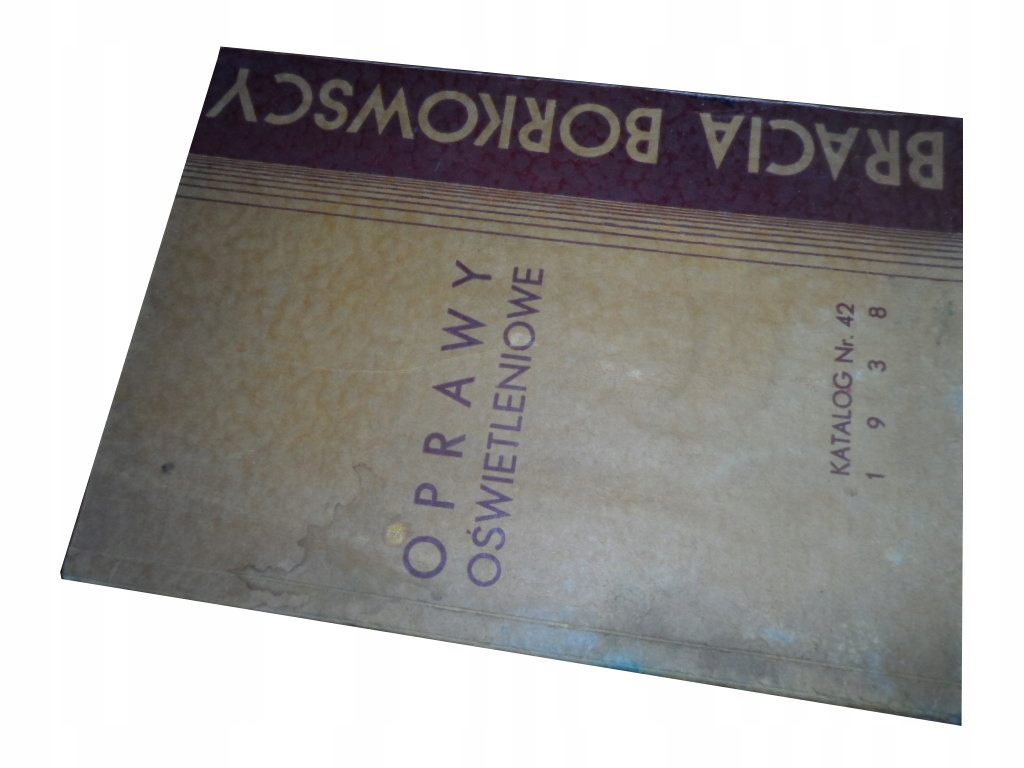 BRACIA BORKOWSCY
OPRAWY
OŚWIETLENIOWE
KATALOG Nr. 42
1938